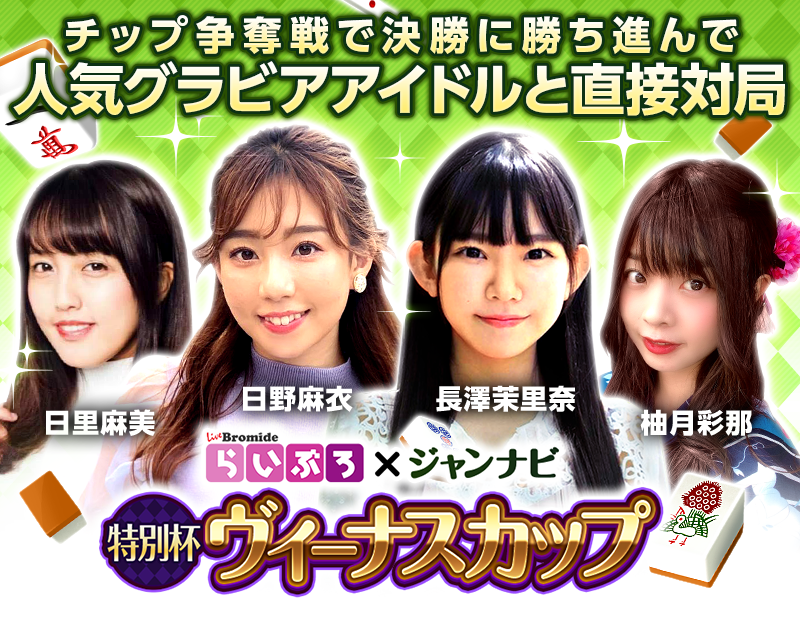 チップ争奪戦で決勝に勝ち進んで
人気グラビアアイドルと直接対局
萬
日里麻美
日野麻衣
長澤茉里奈
柚月彩那
LiveBromide
らいぶろ×ジャンナビ
特別杯 ヴィーナスカップ